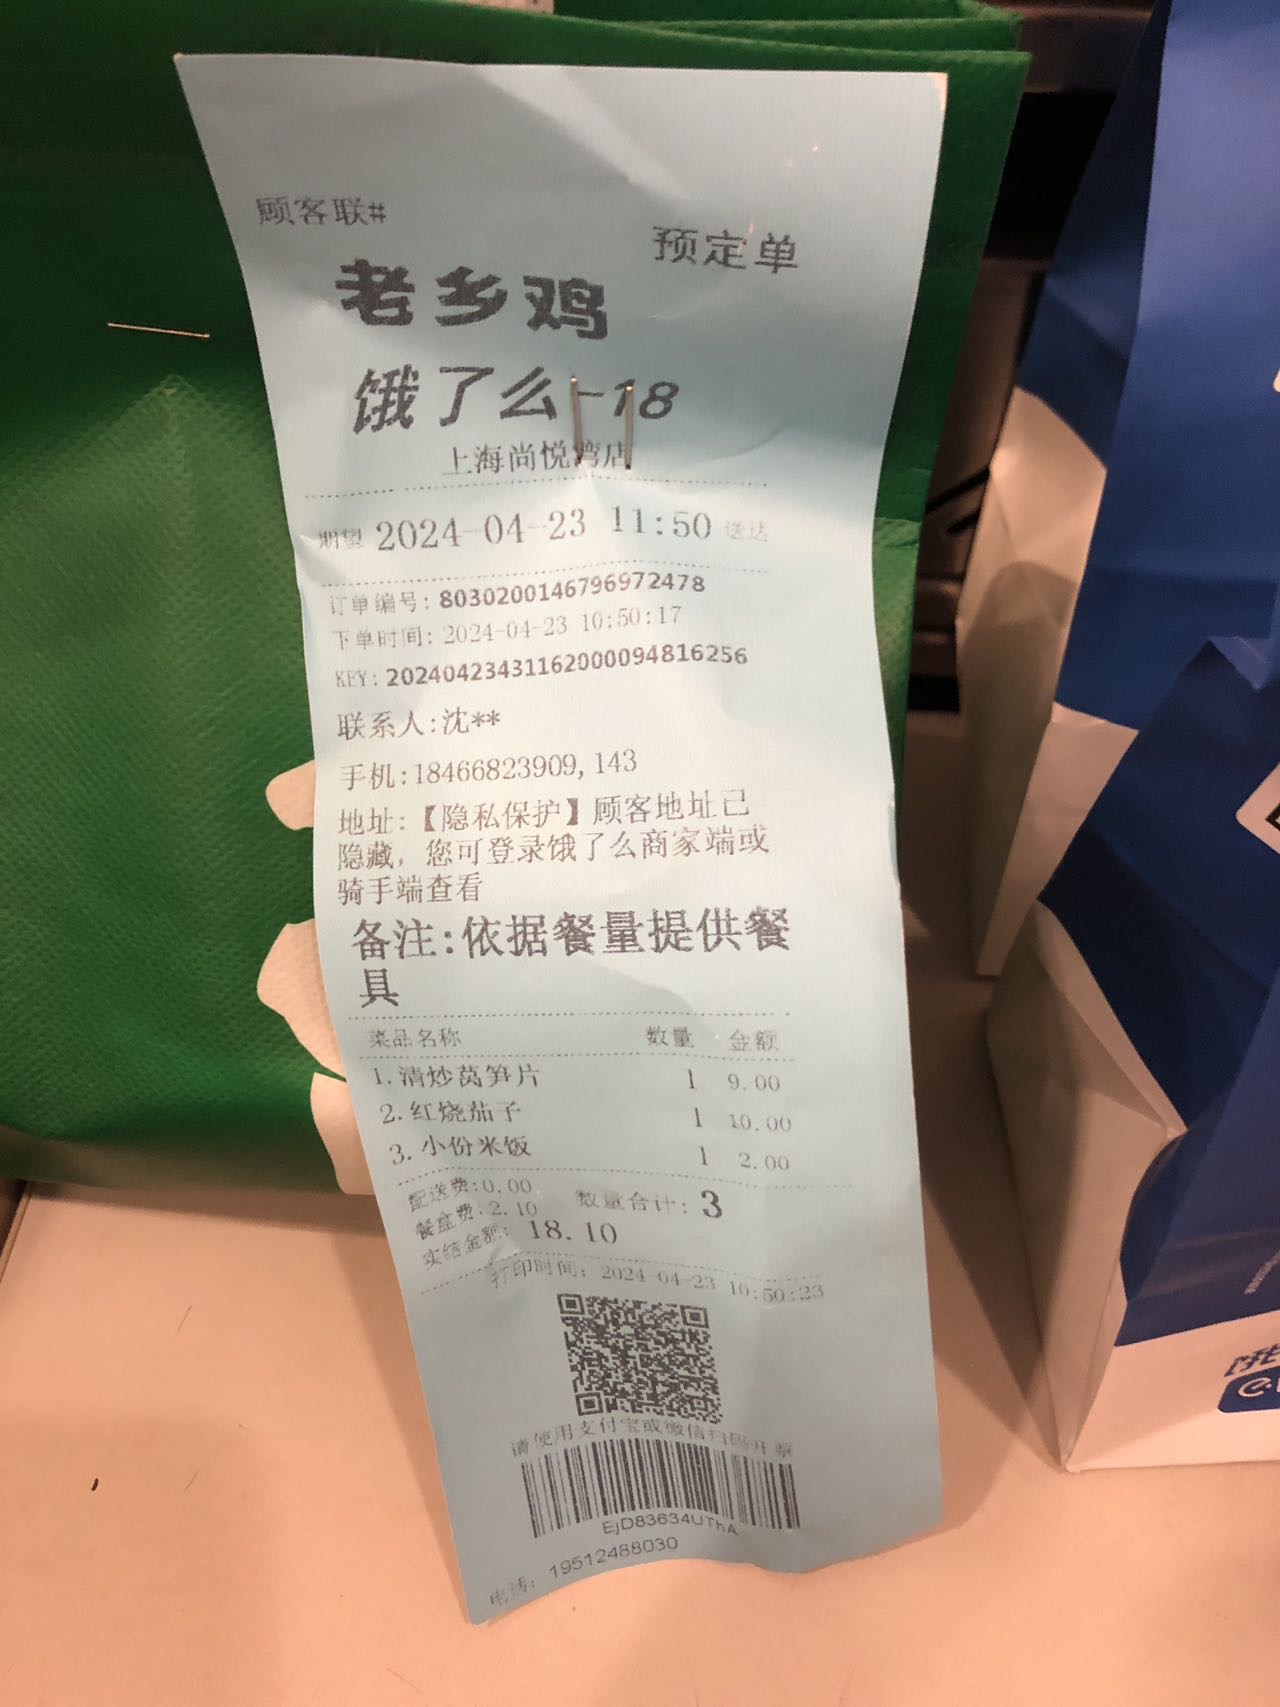 顾客联#
预定单
老乡鸡
饿了么-18
上海尚悦湾店
期望 2024-04-23 11:50 送达
订单编号: 8030200146796972478
下单时间: 2024-04-23 10:50:17
KEY: 20240423431162000094816256
联系人:沈**
手机:18466823909,143
地址:【隐私保护】顾客地址已
隐藏, 您可登录饿了么商家端或
骑手端查看
备注:依据餐量提供餐
具
菜品名称 数量 金额
1.清炒莴笋片 1 9.00
2.红烧茄子 1 10.00
3.小份米饭 1 2.00
配送费:0.00
餐盒费:2.10 数量合计: 3
实结金额: 18.10
打印时间: 2024-04-23 10:50:23
请使用支付宝或微信扫码开票
EjD83634UThA
电话: 19512488030